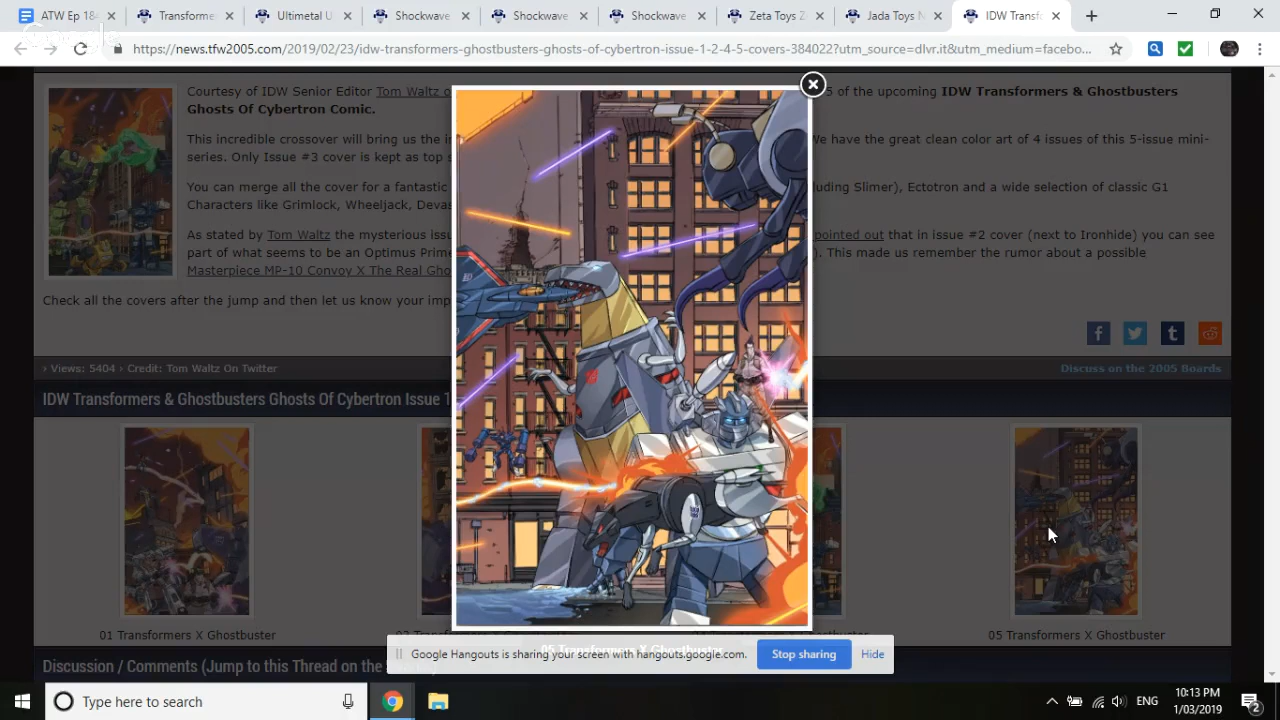 ATW Ep 184
Transforme
Ultimetal U
Shockwave
Shockwave
Shockwave
Zeta Toys Z
Jada Toys N
IDW Transf
Google
https://news.tfw2005.com/2019/02/23/idw-transformers-ghostbusters-ghosts-of-cybertron-issue-1-2-4-5-covers-384022?utm_source=dlvr.it&utm_medium=facebo...
Courtesy of IDW Senior Editor Tom Waltz o
5 of the upcoming IDW Transformers & Ghostbusters
Ghosts Of Cybertron Comic.
This incredible crossover will bring us the in
We have the great clean color art of 4 issues of this 5-issue mini-
series. Only Issue #3 cover is kept as top s
You can merge all the cover for a fantastic
luding Slimer), Ectotron and a wide selection of classic G1
Characters like Grimlock, Wheeljack, Devas
As stated by Tom Waltz the mysterious issu
pointed out that in issue #2 cover (next to Ironhide) you can see
part of what seems to be an Optimus Prime
). This made us remember the rumor about a possible
Masterpiece MP-10 Convoy X The Real Gho
Check all the covers after the jump and then let us know your imp
› Views: 5404 › Credit: Tom Waltz On Twitter
Discuss on the 2005 Boards
IDW Transformers & Ghostbusters Ghosts Of Cybertron Issue 1
01 Transformers X Ghostbuster
05 Transformers X Ghostbuster
05 Transformers X Ghostbuster
Google Hangouts is sharing your screen with hangouts.google.com.
Stop sharing
Hide
Discussion / Comments (Jump to this Thread on the
Type here to search
ENG
10:13 PM
1/03/2019
2